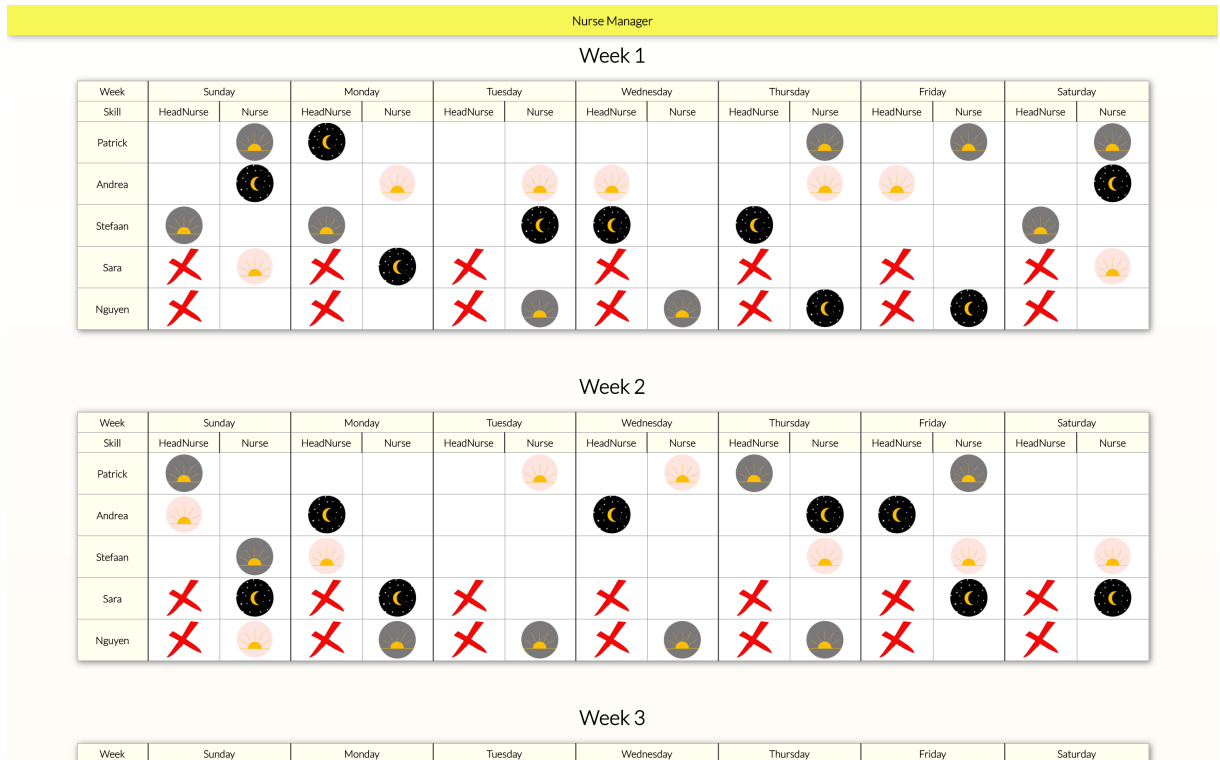 Nurse Manager
Week 1
Week Sunday Monday Tuesday Wednesday Thursday Friday Saturday
Skill HeadNurse Nurse HeadNurse Nurse HeadNurse Nurse HeadNurse Nurse HeadNurse Nurse HeadNurse Nurse HeadNurse Nurse
Patrick
Andrea
Stefaan
Sara
Nguyen
Week 2
Week Sunday Monday Tuesday Wednesday Thursday Friday Saturday
Skill HeadNurse Nurse HeadNurse Nurse HeadNurse Nurse HeadNurse Nurse HeadNurse Nurse HeadNurse Nurse HeadNurse Nurse
Patrick
Andrea
Stefaan
Sara
Nguyen
Week 3
Week Sunday Monday Tuesday Wednesday Thursday Friday Saturday